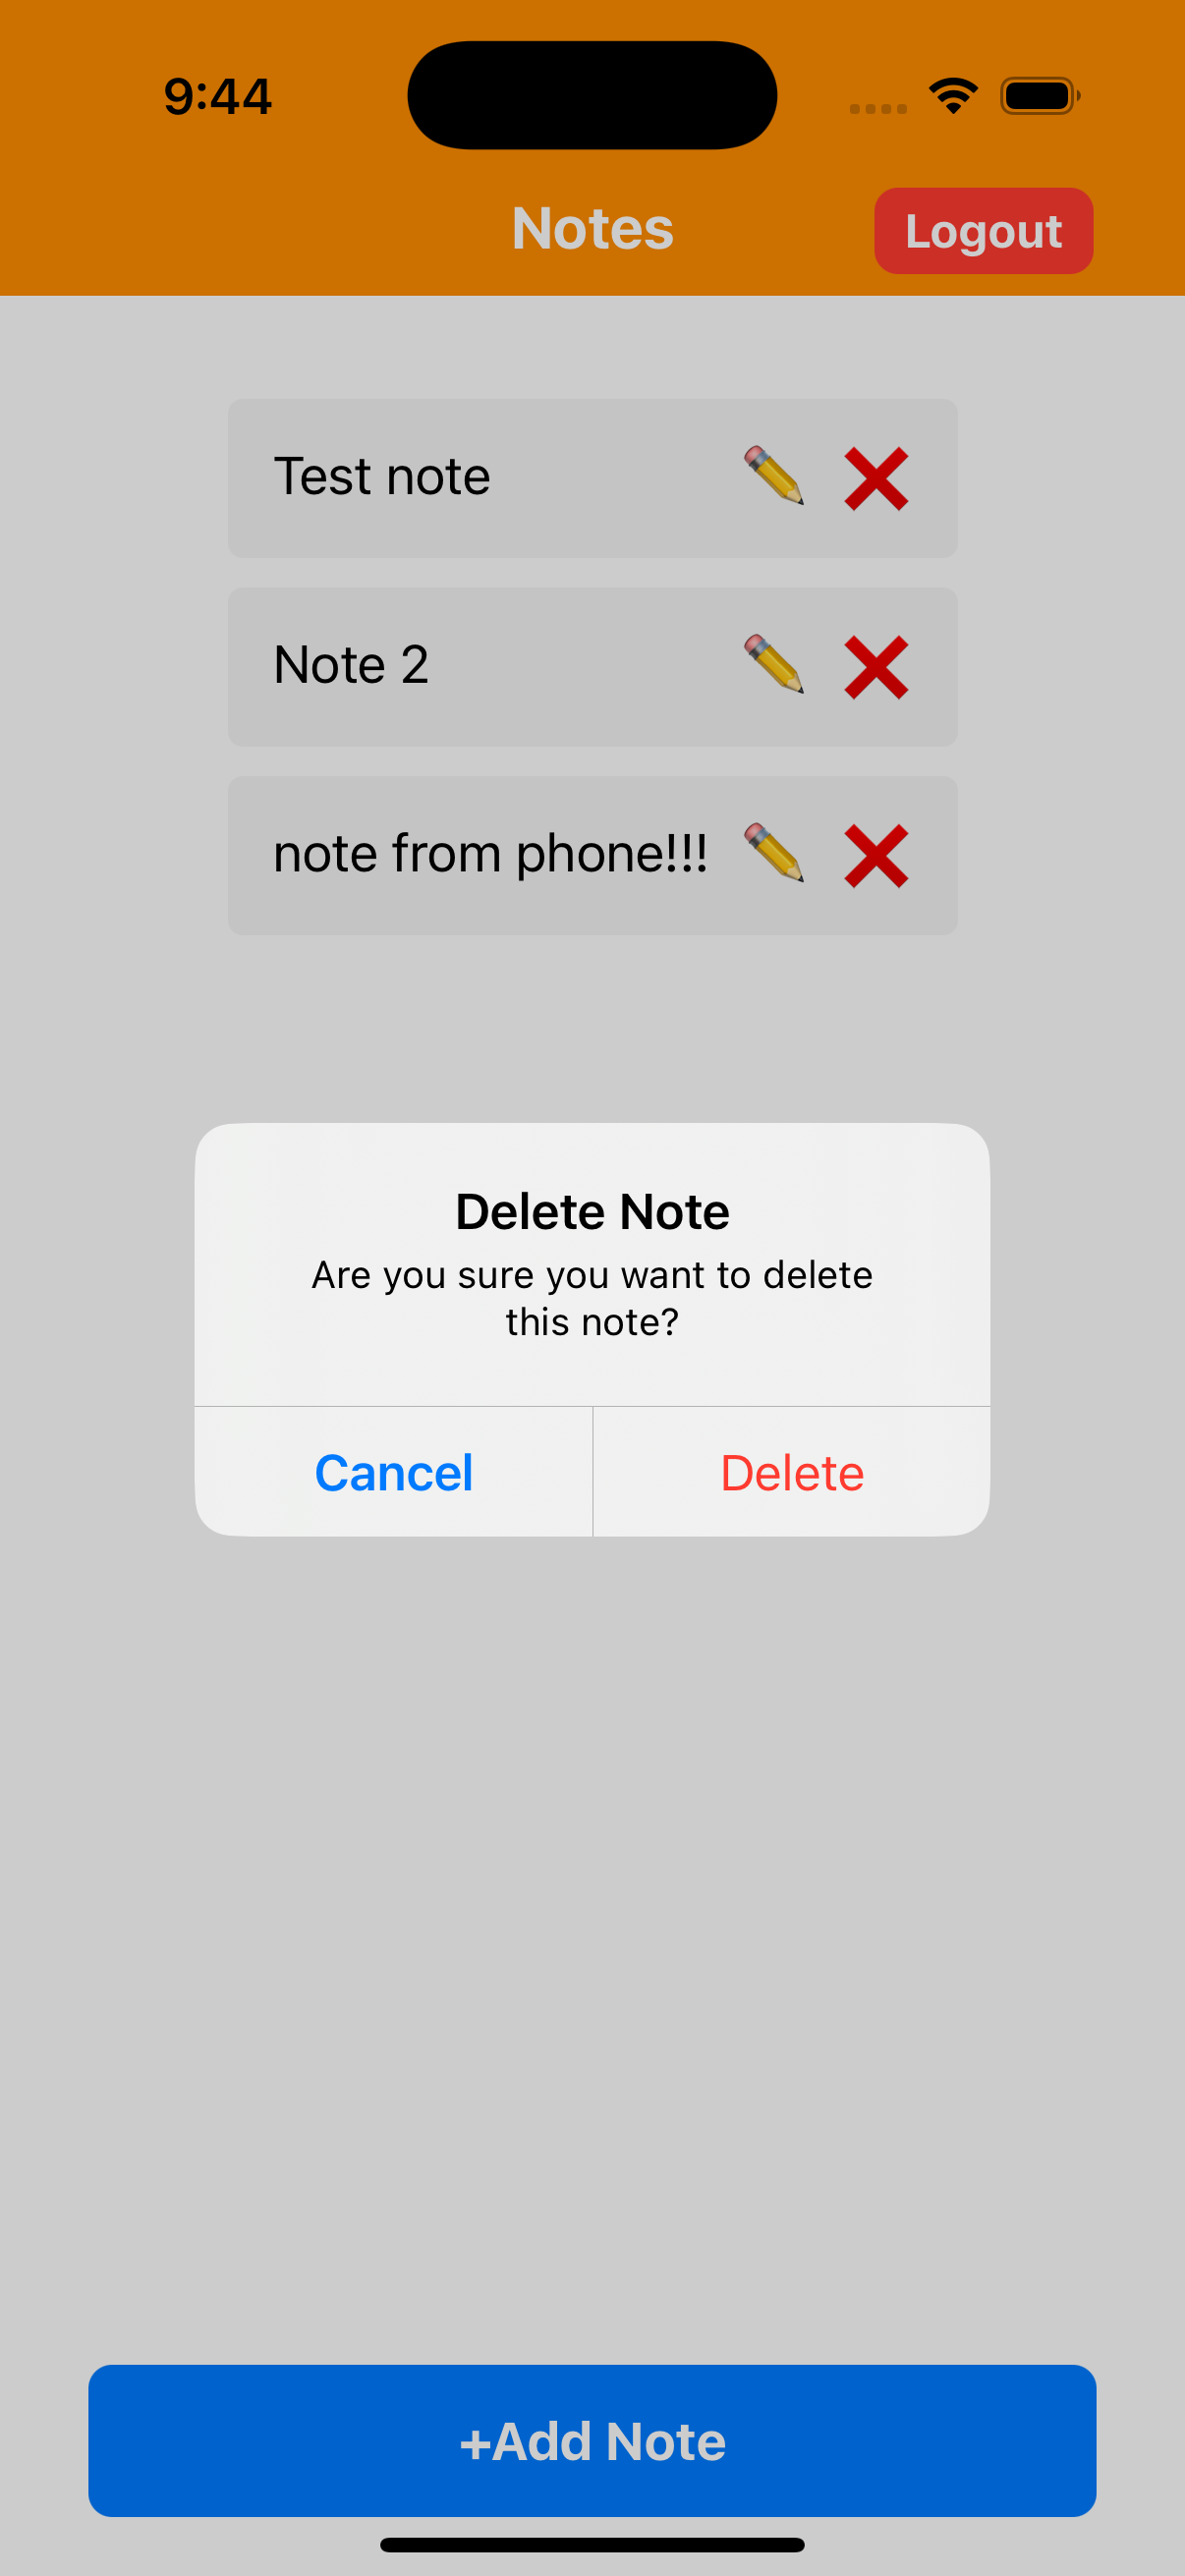 9:44
Notes
Logout
Test note
Note 2
note from phone!!!
Delete Note
Are you sure you want to delete
this note?
Cancel
Delete
+Add Note